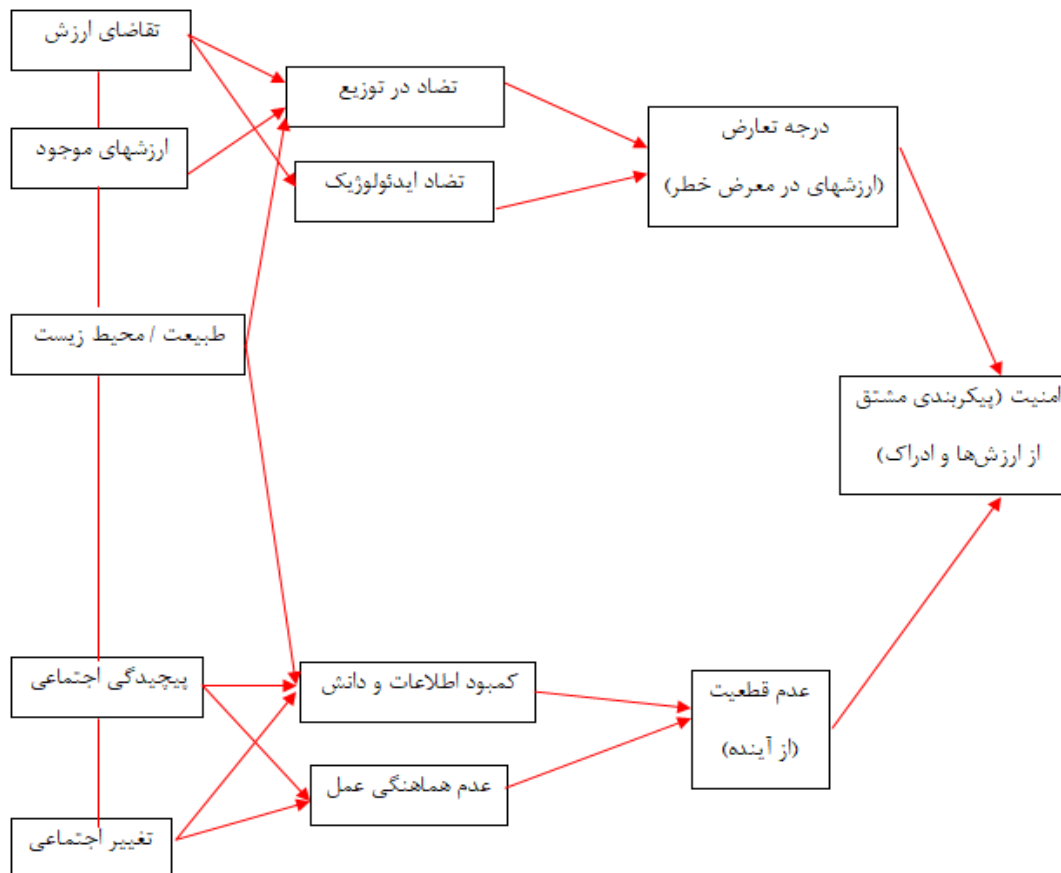 تقاضای ارزش
تضاد در توزیع
درجه تعارض
(ارزشهای در معرض خطر)
ارزشهای موجود
تضاد ایدئولوژیک
طبیعت / محیط زیست
امنیت (پیکربندی مشتق
از ارزش‌ها و ادراک)
پیچیدگی اجتماعی
کمبود اطلاعات و دانش
عدم قطعیت
(از آینده)
عدم هماهنگی عمل
تغییر اجتماعی